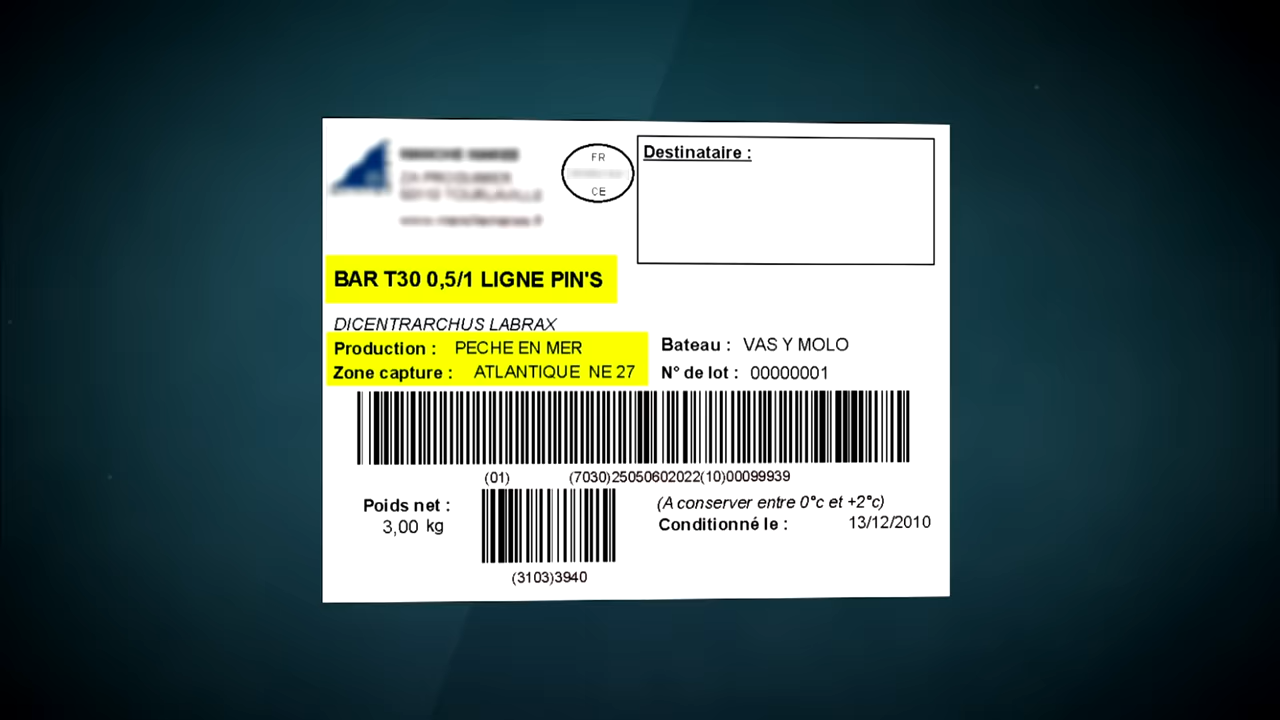 FR
CE
Destinataire :
BAR T30 0,5/1 LIGNE PIN'S
DICENTRARCHUS LABRAX
Production : PECHE EN MER
Zone capture : ATLANTIQUE NE 27
Bateau : VAS Y MOLO
N° de lot : 00000001
(01) (7030)25050602022(10)00099939
Poids net :
3,00 kg
(3103)3940
(A conserver entre 0°c et +2°c)
Conditionné le : 13/12/2010